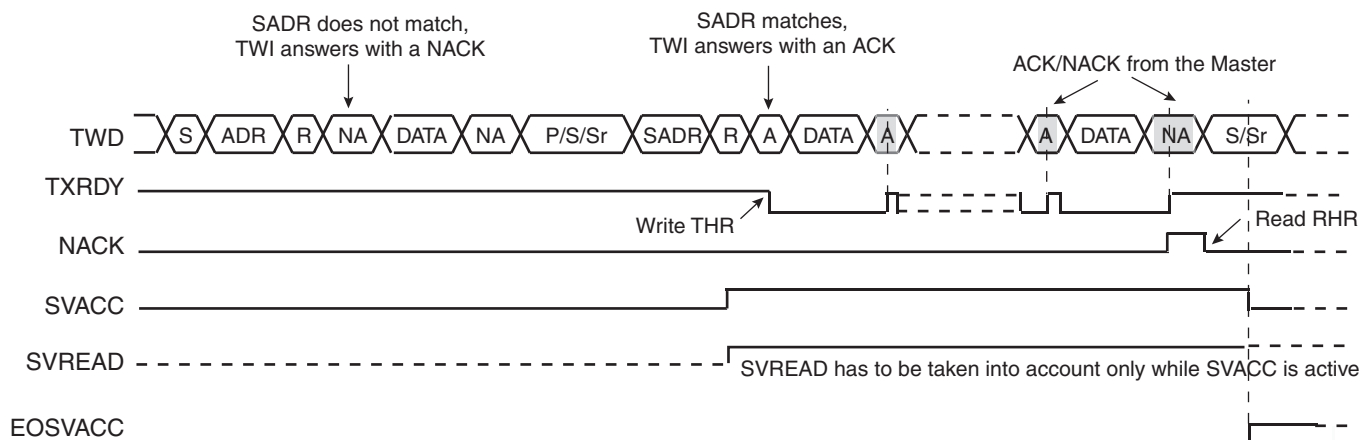 SADR does not match,
TWI answers with a NACK
SADR matches,
TWI answers with an ACK
ACK/NACK from the Master
TWD S ADR R NA DATA NA P/S/Sr SADR R A DATA A A DATA NA S/Sr
TXRDY
Write THR
Read RHR
NACK
SVACC
SVREAD
SVREAD has to be taken into account only while SVACC is active
EOSVACC